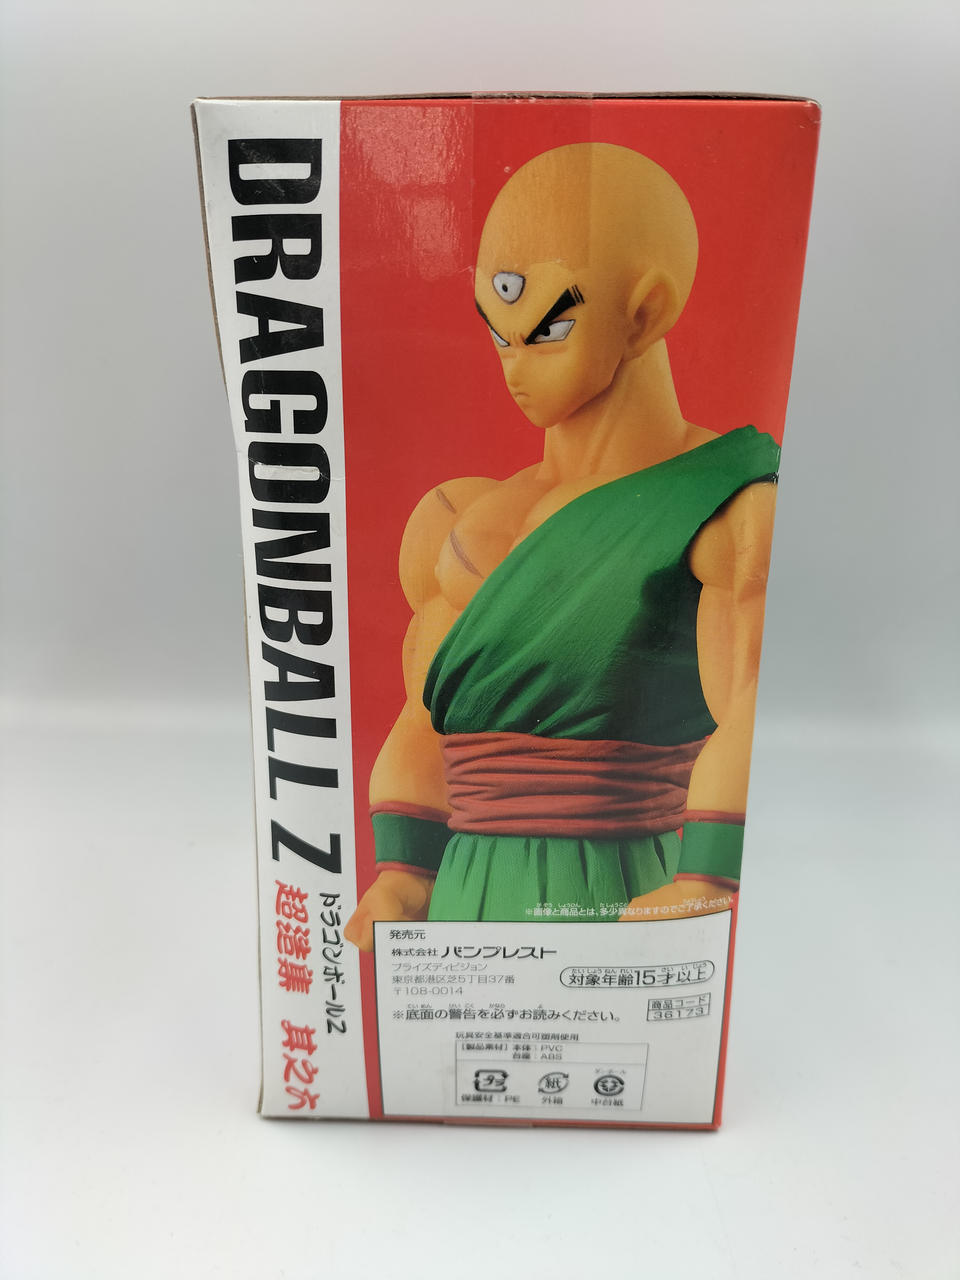 DRAGONBALL Z
ドラゴンボールZ
超造集 其之六
※画像と商品とは、多少異なりますのでご了承ください。
発売元
株式会社 バンプレスト
プライズディビジョン
東京都港区芝5丁目37番
〒108-0014
対象年齢15才以上
商品コード
36173
※底面の警告を必ずお読みください。
玩具安全基準適合可塑剤使用
[製品素材] 本体:PVC
台座:ABS
プラ
紙
ダンボール
保護材:PE
外箱
中台紙